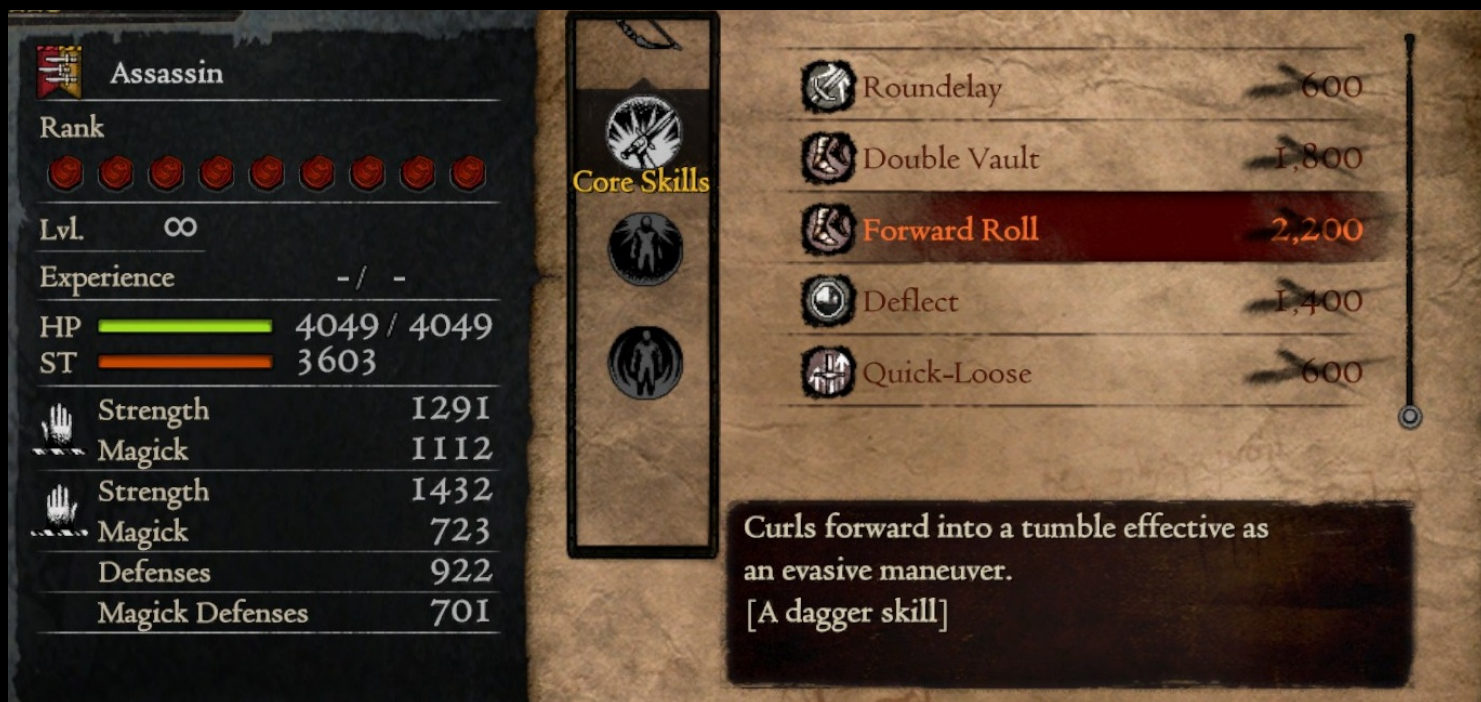 Assassin
Rank
Lvl. ∞
Experience - / -
HP 4049 / 4049
ST 3603
Strength 1291
Magick 1112
Strength 1432
Magick 723
Defenses 922
Magick Defenses 701
Core Skills
Roundelay 600
Double Vault 1,800
Forward Roll 2,200
Deflect 1,400
Quick-Loose 600
Curls forward into a tumble effective as
an evasive maneuver.
[A dagger skill]